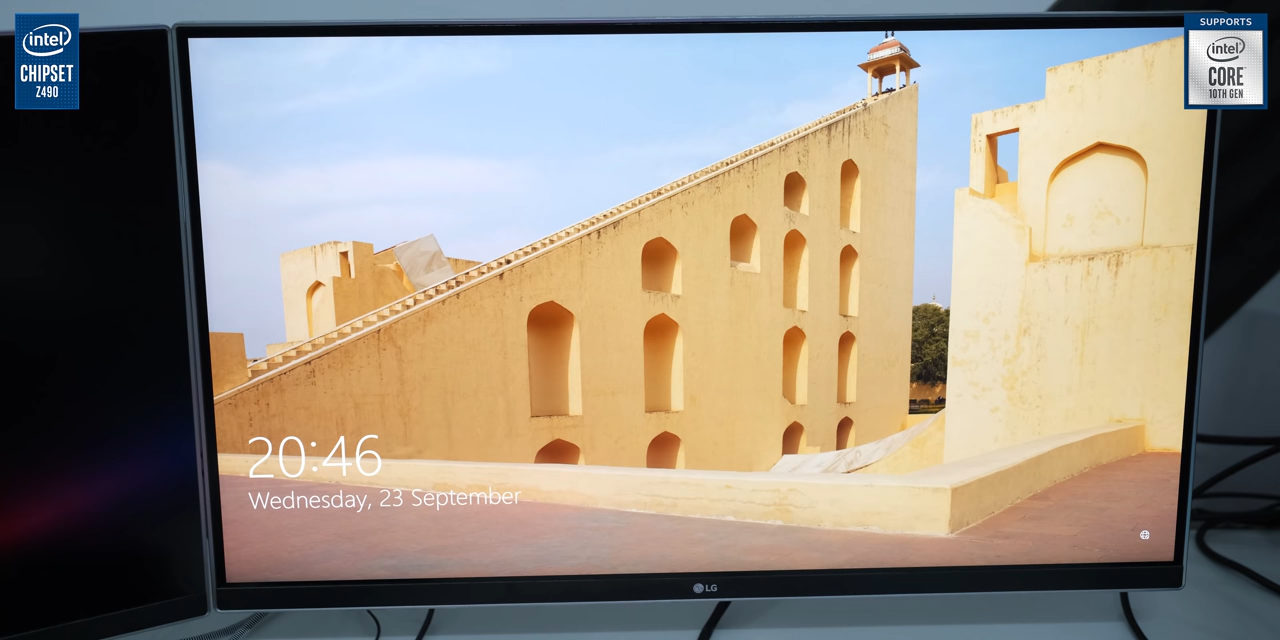 intel
CHIPSET
Z490
SUPPORTS
intel
CORE
10TH GEN
20:46
Wednesday, 23 September
LG